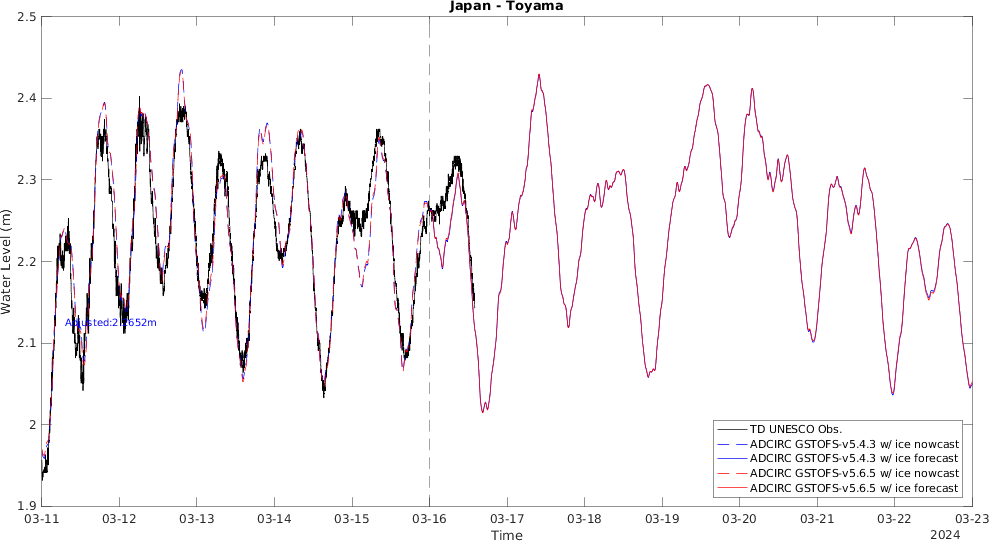 Japan - Toyama
2.5
2.4
2.3
2.2
2.1
2
1.9
Water Level (m)
03-11
03-12
03-13
03-14
03-15
03-16
03-17
03-18
03-19
03-20
03-21
03-22
03-23
Time
2024
TD UNESCO Obs.
ADCIRC GSTOFS-v5.4.3 w/ ice nowcast
ADCIRC GSTOFS-v5.4.3 w/ ice forecast
ADCIRC GSTOFS-v5.6.5 w/ ice nowcast
ADCIRC GSTOFS-v5.6.5 w/ ice forecast